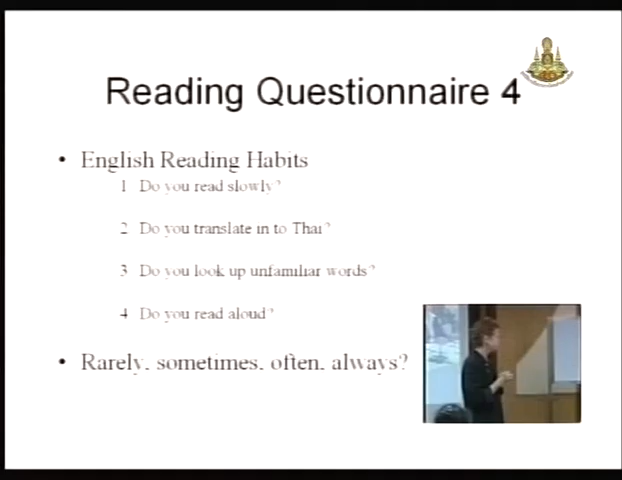 Reading Questionnaire 4
• English Reading Habits
1 Do you read slowly?
2 Do you translate in to Thai?
3 Do you look up unfamiliar words?
4 Do you read aloud?
• Rarely, sometimes, often, always?